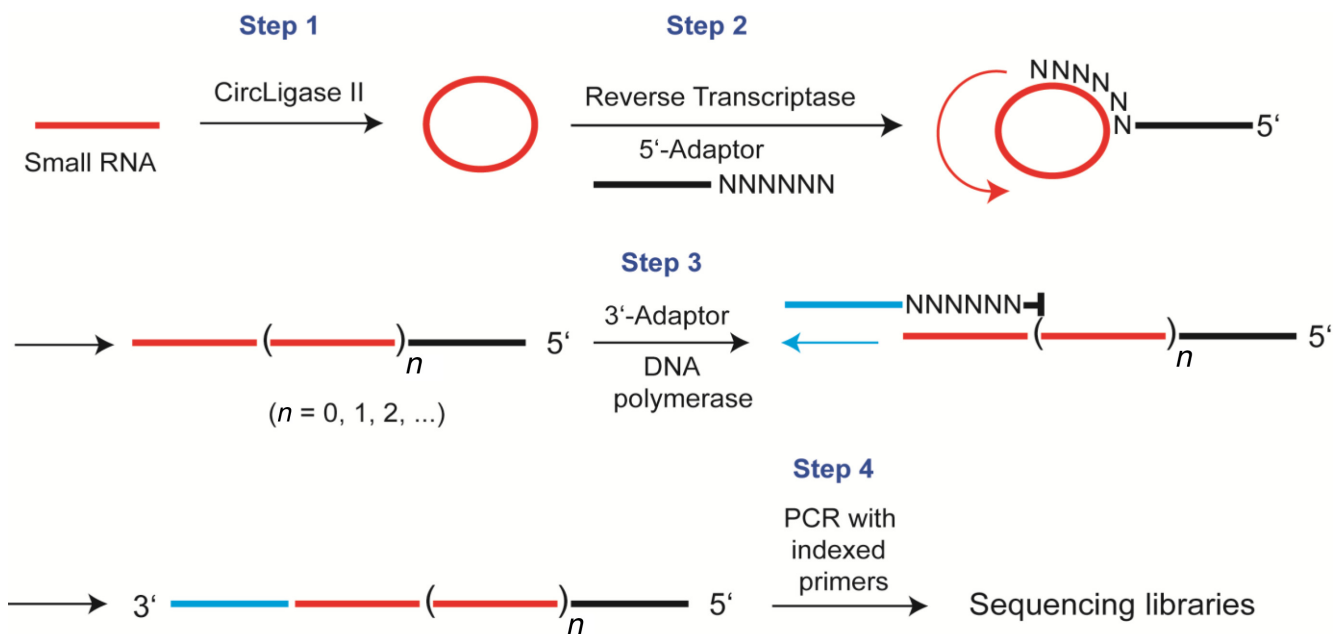 Step 1
Step 2
CircLigase II
Small RNA
Reverse Transcriptase
5‘-Adaptor
NNNNNN
NNNNNN
5‘
Step 3
( ) n 5‘
(n = 0, 1, 2, ...)
3‘-Adaptor
DNA
polymerase
NNNNNN
( ) n 5‘
Step 4
3‘ ( ) n 5‘
PCR with
indexed
primers
Sequencing libraries